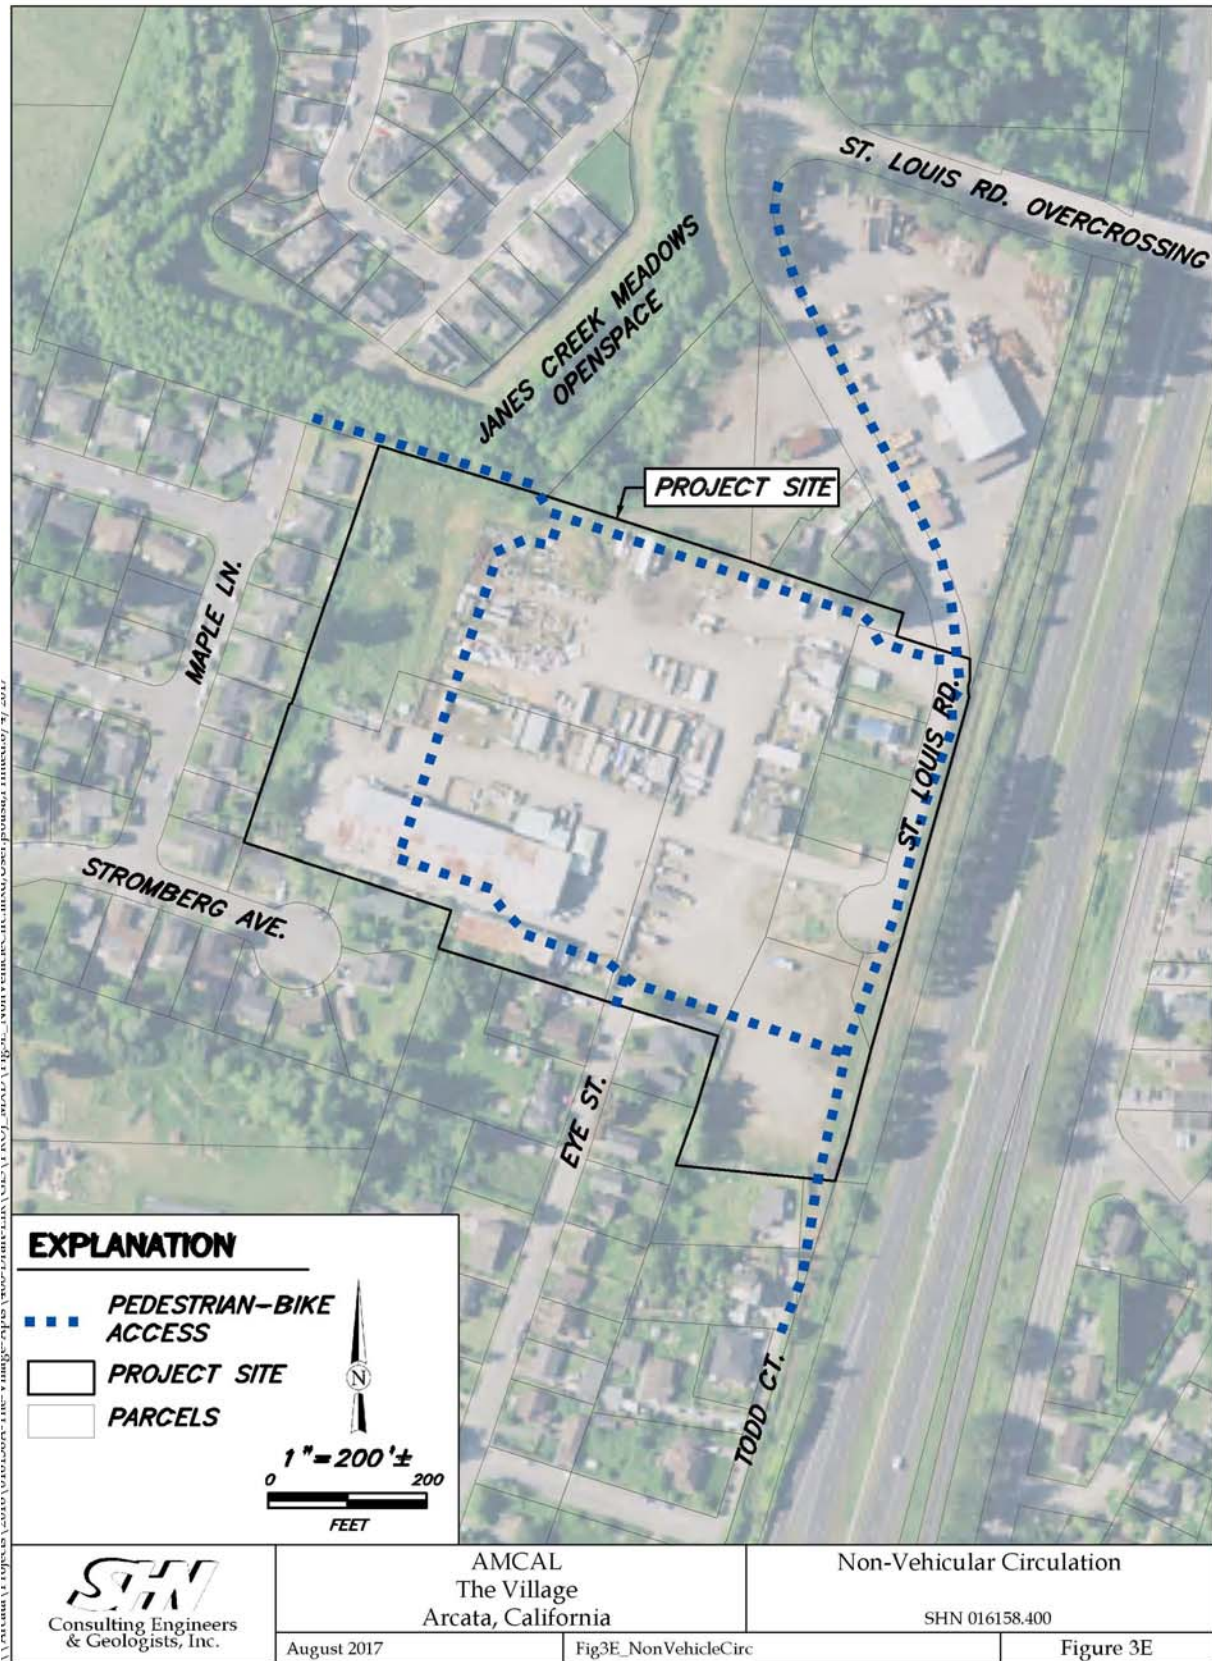 ST. LOUIS RD. OVERCROSSING
JANES CREEK MEADOWS
OPENSPACE
PROJECT SITE
MAPLE LN.
ST. LOUIS RD.
STROMBERG AVE.
EYE ST.
TODD CT.
EXPLANATION
PEDESTRIAN-BIKE
ACCESS
PROJECT SITE
PARCELS
N
1"=200'±
0 200
FEET
SHN
Consulting Engineers
& Geologists, Inc.
AMCAL
The Village
Arcata, California
Non-Vehicular Circulation
SHN 016158.400
August 2017
Fig3E_NonVehicleCirc
Figure 3E